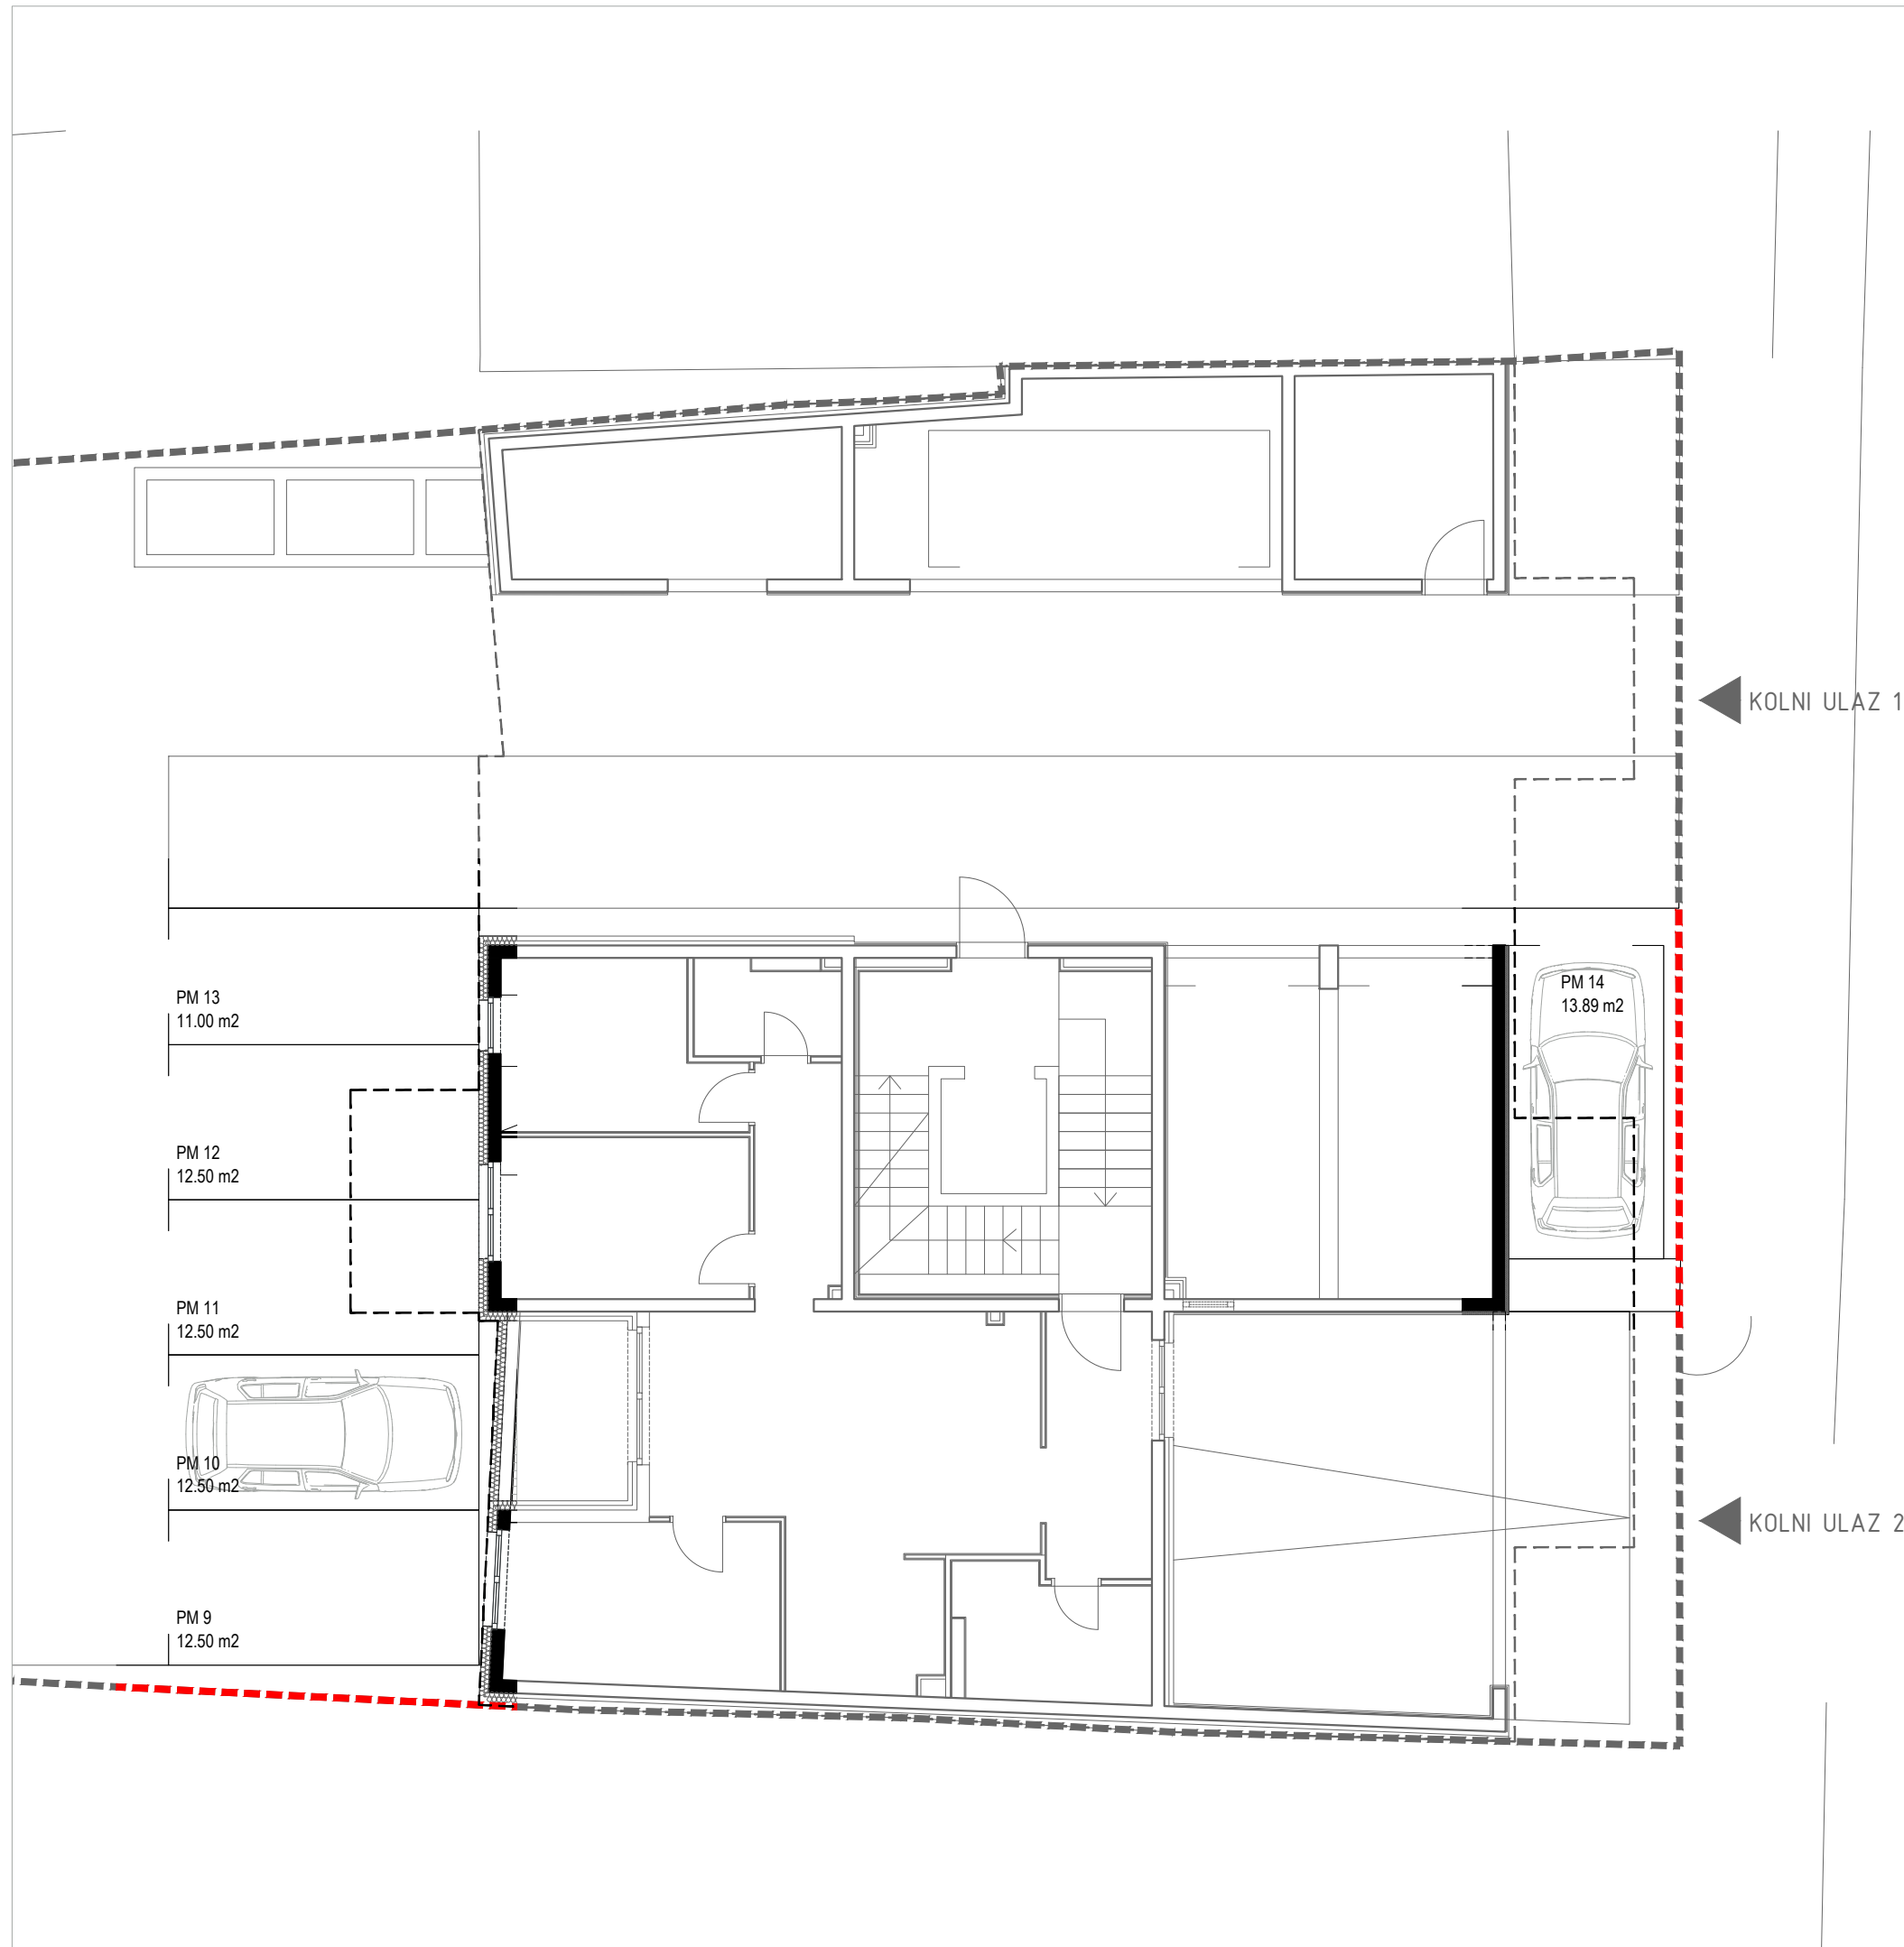 KOLNI ULAZ 1
PM 13
11.00 m2
PM 14
13.89 m2
PM 12
12.50 m2
PM 11
12.50 m2
PM 10
12.50 m2
KOLNI ULAZ 2
PM 9
12.50 m2